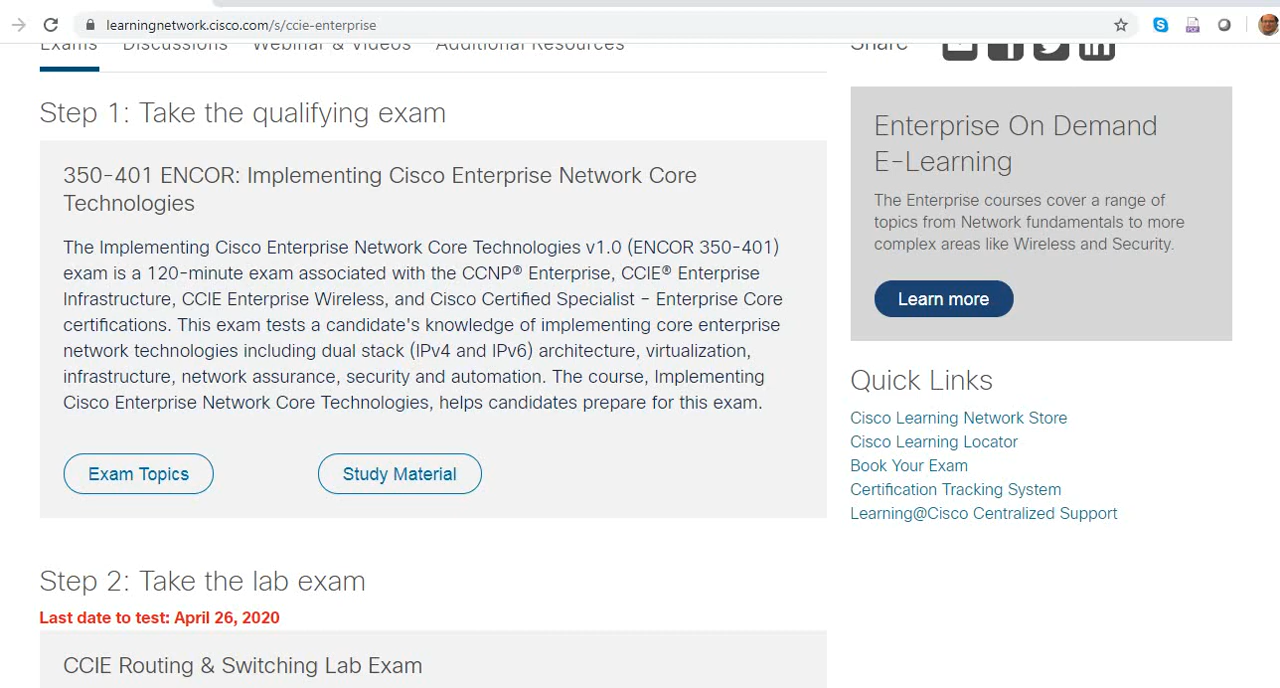 learningnetwork.cisco.com/s/ccie-enterprise
Exams Discussions Webinar & Videos Additional Resources
Share
Step 1: Take the qualifying exam
350-401 ENCOR: Implementing Cisco Enterprise Network Core
Technologies
The Implementing Cisco Enterprise Network Core Technologies v1.0 (ENCOR 350-401)
exam is a 120-minute exam associated with the CCNP® Enterprise, CCIE® Enterprise
Infrastructure, CCIE Enterprise Wireless, and Cisco Certified Specialist - Enterprise Core
certifications. This exam tests a candidate's knowledge of implementing core enterprise
network technologies including dual stack (IPv4 and IPv6) architecture, virtualization,
infrastructure, network assurance, security and automation. The course, Implementing
Cisco Enterprise Network Core Technologies, helps candidates prepare for this exam.
Exam Topics
Study Material
Step 2: Take the lab exam
Last date to test: April 26, 2020
CCIE Routing & Switching Lab Exam
Enterprise On Demand
E-Learning
The Enterprise courses cover a range of
topics from Network fundamentals to more
complex areas like Wireless and Security.
Learn more
Quick Links
Cisco Learning Network Store
Cisco Learning Locator
Book Your Exam
Certification Tracking System
Learning@Cisco Centralized Support